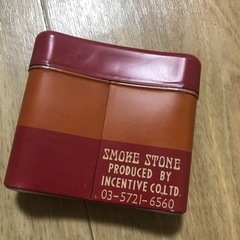 SMOKE STONE
PRODUCED BY
INCENTIVE CO.LTD.
03-5721-6560